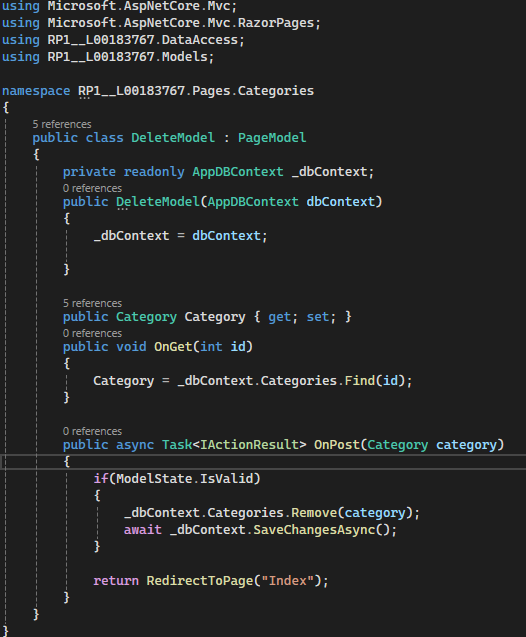 using Microsoft.AspNetCore.Mvc;
using Microsoft.AspNetCore.Mvc.RazorPages;
using RP1__L00183767.DataAccess;
using RP1__L00183767.Models;

namespace RP1__L00183767.Pages.Categories
{
    5 references
    public class DeleteModel : PageModel
    {
        private readonly AppDBContext _dbContext;
        0 references
        public DeleteModel(AppDBContext dbContext)
        {
            _dbContext = dbContext;

        }

        5 references
        public Category Category { get; set; }
        0 references
        public void OnGet(int id)
        {
            Category = _dbContext.Categories.Find(id);
        }

        0 references
        public async Task<IActionResult> OnPost(Category category)
        {
            if(ModelState.IsValid)
            {
                _dbContext.Categories.Remove(category);
                await _dbContext.SaveChangesAsync();
            }

            return RedirectToPage("Index");
        }
    }
}